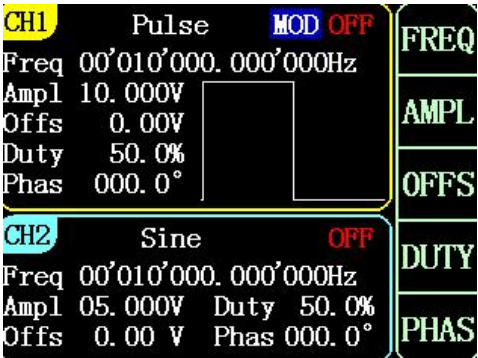 CH1 Pulse MOD OFF
Freq 00'010'000.000'000Hz
Ampl 10.000V
Offs 0.00V
Duty 50.0%
Phas 000.0°
CH2 Sine OFF
Freq 00'010'000.000'000Hz
Ampl 05.000V Duty 50.0%
Offs 0.00 V Phas 000.0°
FREQ
AMPL
OFFS
DUTY
PHAS